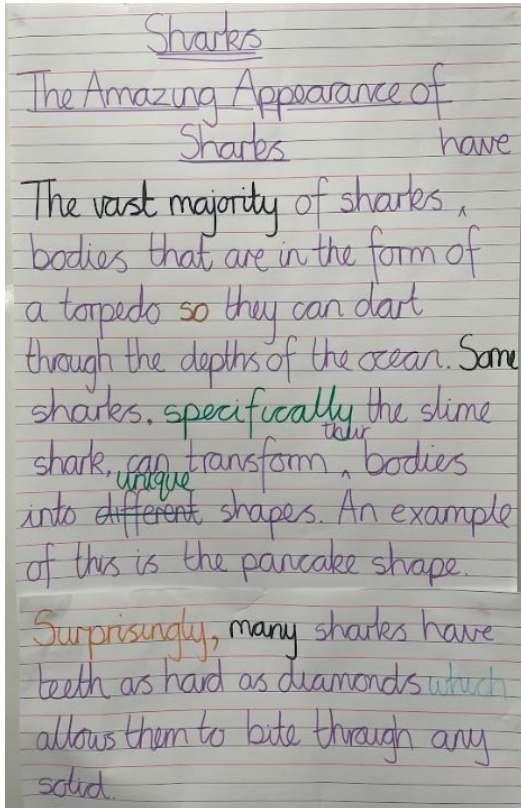 Sharks
The Amazing Appearance of
Sharks
have
The vast majority of sharks ‸
bodies that are in the form of
a torpedo so they can dart
through the depths of the ocean. Some
sharks, specifically the slime
their
shark, can transform ‸ bodies
unique
into different shapes. An example
of this is the pancake shape.
Surprisingly, many sharks have
teeth as hard as diamonds which
allows them to bite through any
solid.